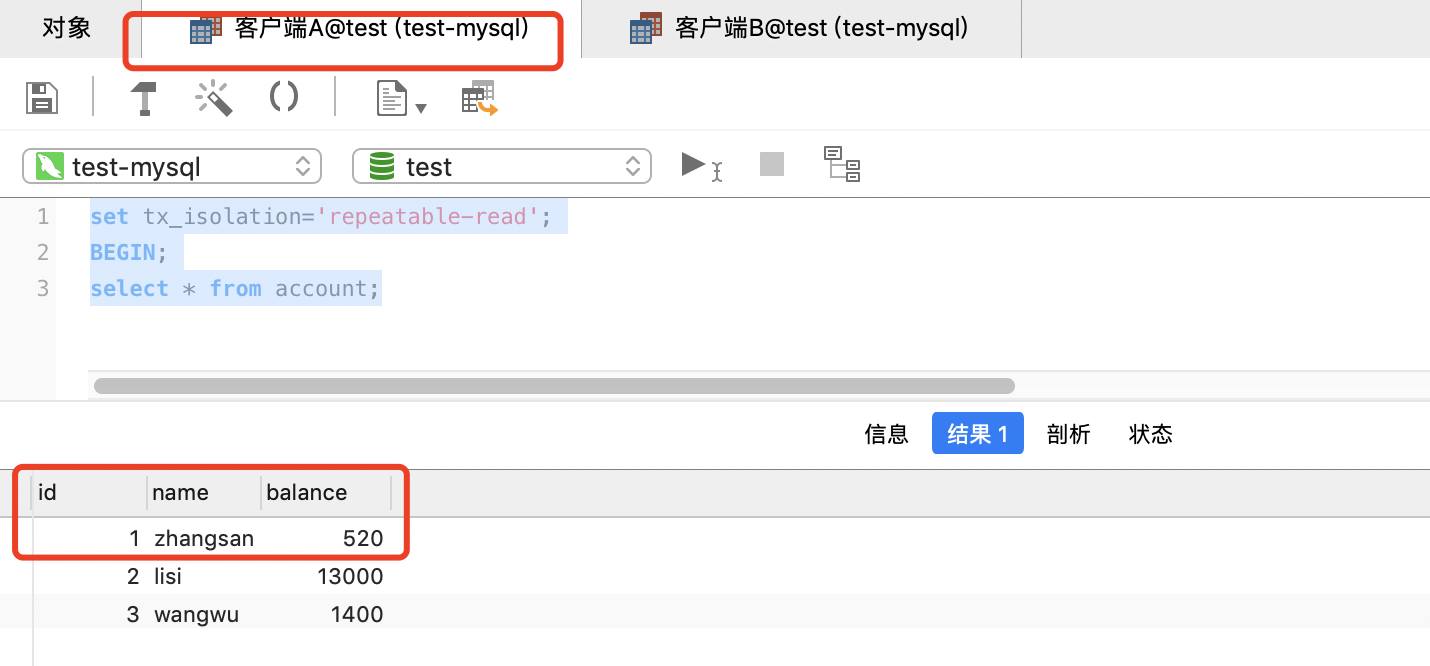 对象 客户端A@test (test-mysql) 客户端B@test (test-mysql)
test-mysql test
1 set tx_isolation='repeatable-read';
2 BEGIN;
3 select * from account;
信息 结果 1 剖析 状态
id name balance
1 zhangsan 520
2 lisi 13000
3 wangwu 1400